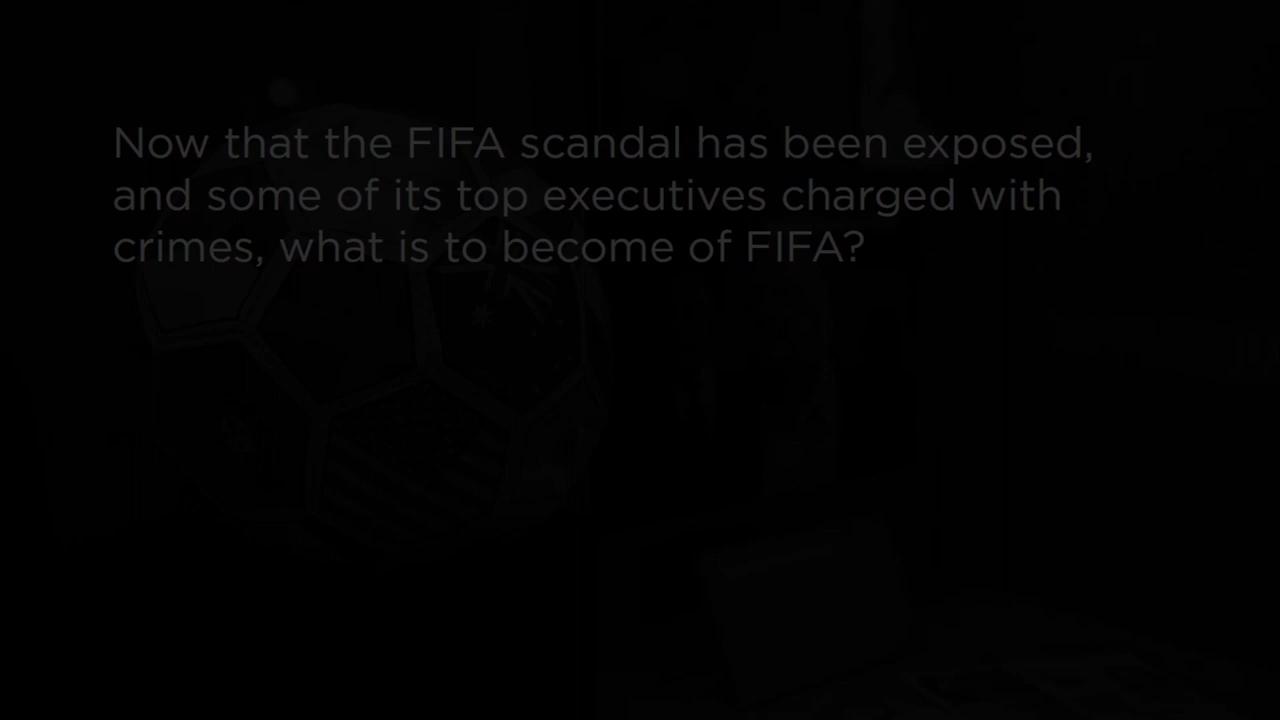 Now that the FIFA scandal has been exposed,
and some of its top executives charged with
crimes, what is to become of FIFA?